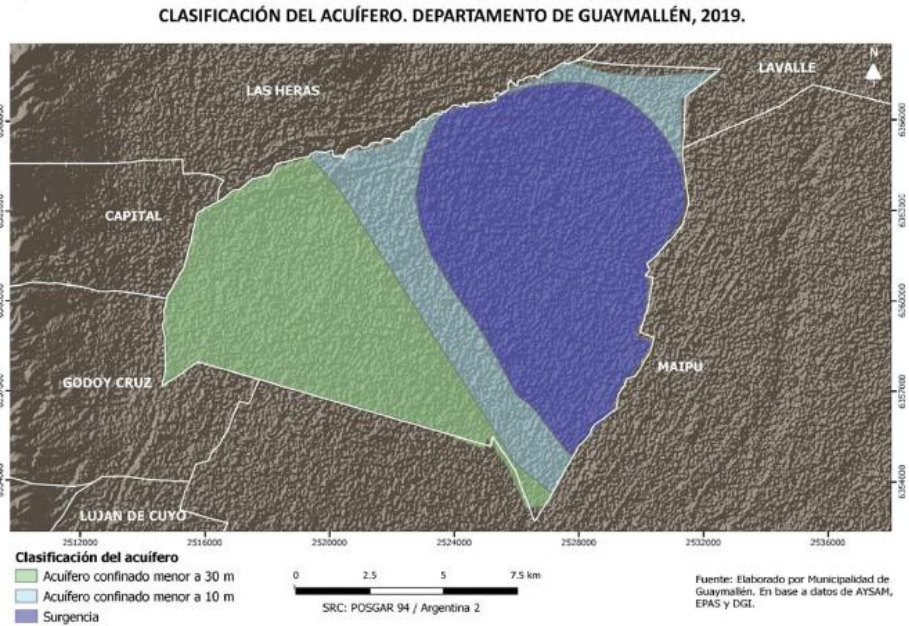 CLASIFICACIÓN DEL ACUÍFERO. DEPARTAMENTO DE GUAYMALLÉN, 2019.
N
LAVALLE
LAS HERAS
6366000
CAPITAL
6363000
6360000
MAIPU
GODOY CRUZ
6357000
6354000
LUJAN DE CUYO
2512000 2516000 2520000 2524000 2528000 2532000 2536000
Clasificación del acuífero
Acuífero confinado menor a 30 m
Acuífero confinado menor a 10 m
Surgencia
0 2.5 5 7.5 km
SRC: POSGAR 94 / Argentina 2
Fuente: Elaborado por Municipalidad de
Guaymallén. En base a datos de AYSAM,
EPAS y DGI.